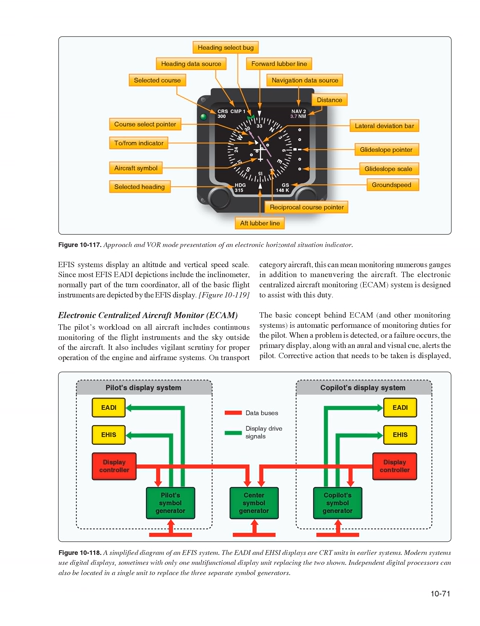 Heading select bug
Heading data source
Forward lubber line
Selected course
Navigation data source
Distance
CRS CMP 1
300
NAV 2
3.7 NM
Course select pointer
Lateral deviation bar
33
To/from indicator
Glideslope pointer
Aircraft symbol
Glideslope scale
Selected heading
HDG
315
GS
146 K
Groundspeed
Reciprocal course pointer
Aft lubber line
Figure 10-117. Approach and VOR mode presentation of an electronic horizontal situation indicator.
EFIS systems display an altitude and vertical speed scale.
Since most EFIS EADI depictions include the inclinometer,
normally part of the turn coordinator, all of the basic flight
instruments are depicted by the EFIS display. [Figure 10-119]
Electronic Centralized Aircraft Monitor (ECAM)
The pilot's workload on all aircraft includes continuous
monitoring of the flight instruments and the sky outside
of the aircraft. It also includes vigilant scrutiny for proper
operation of the engine and airframe systems. On transport
category aircraft, this can mean monitoring numerous gauges
in addition to maneuvering the aircraft. The electronic
centralized aircraft monitoring (ECAM) system is designed
to assist with this duty.
The basic concept behind ECAM (and other monitoring
systems) is automatic performance of monitoring duties for
the pilot. When a problem is detected, or a failure occurs, the
primary display, along with an aural and visual cue, alerts the
pilot. Corrective action that needs to be taken is displayed,
Pilot's display system
Copilot's display system
EADI
EADI
Data buses
Display drive
signals
EHIS
EHIS
Display
controller
Display
controller
Pilot's
symbol
generator
Center
symbol
generator
Copilot's
symbol
generator
Figure 10-118. A simplified diagram of an EFIS system. The EADI and EHSI displays are CRT units in earlier systems. Modern systems
use digital displays, sometimes with only one multifunctional display unit replacing the two shown. Independent digital processors can
also be located in a single unit to replace the three separate symbol generators.
10-71